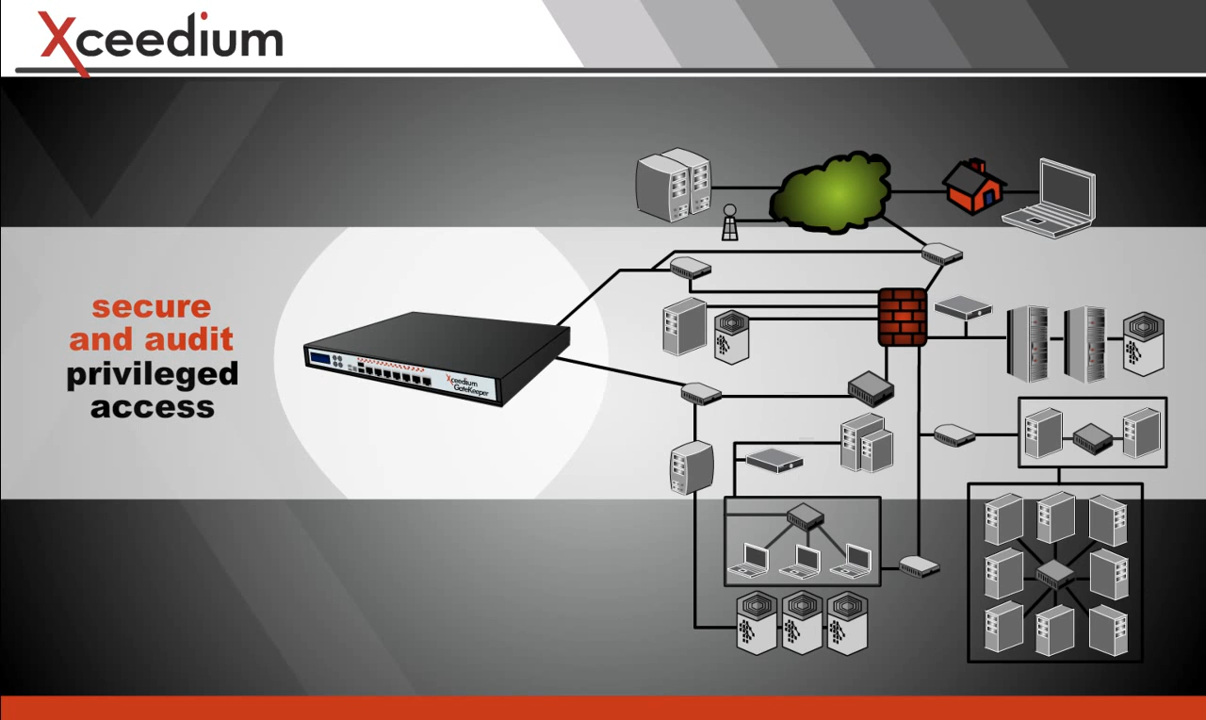 Xceedium
secure
and audit
privileged
access
Xceedium
GateKeeper